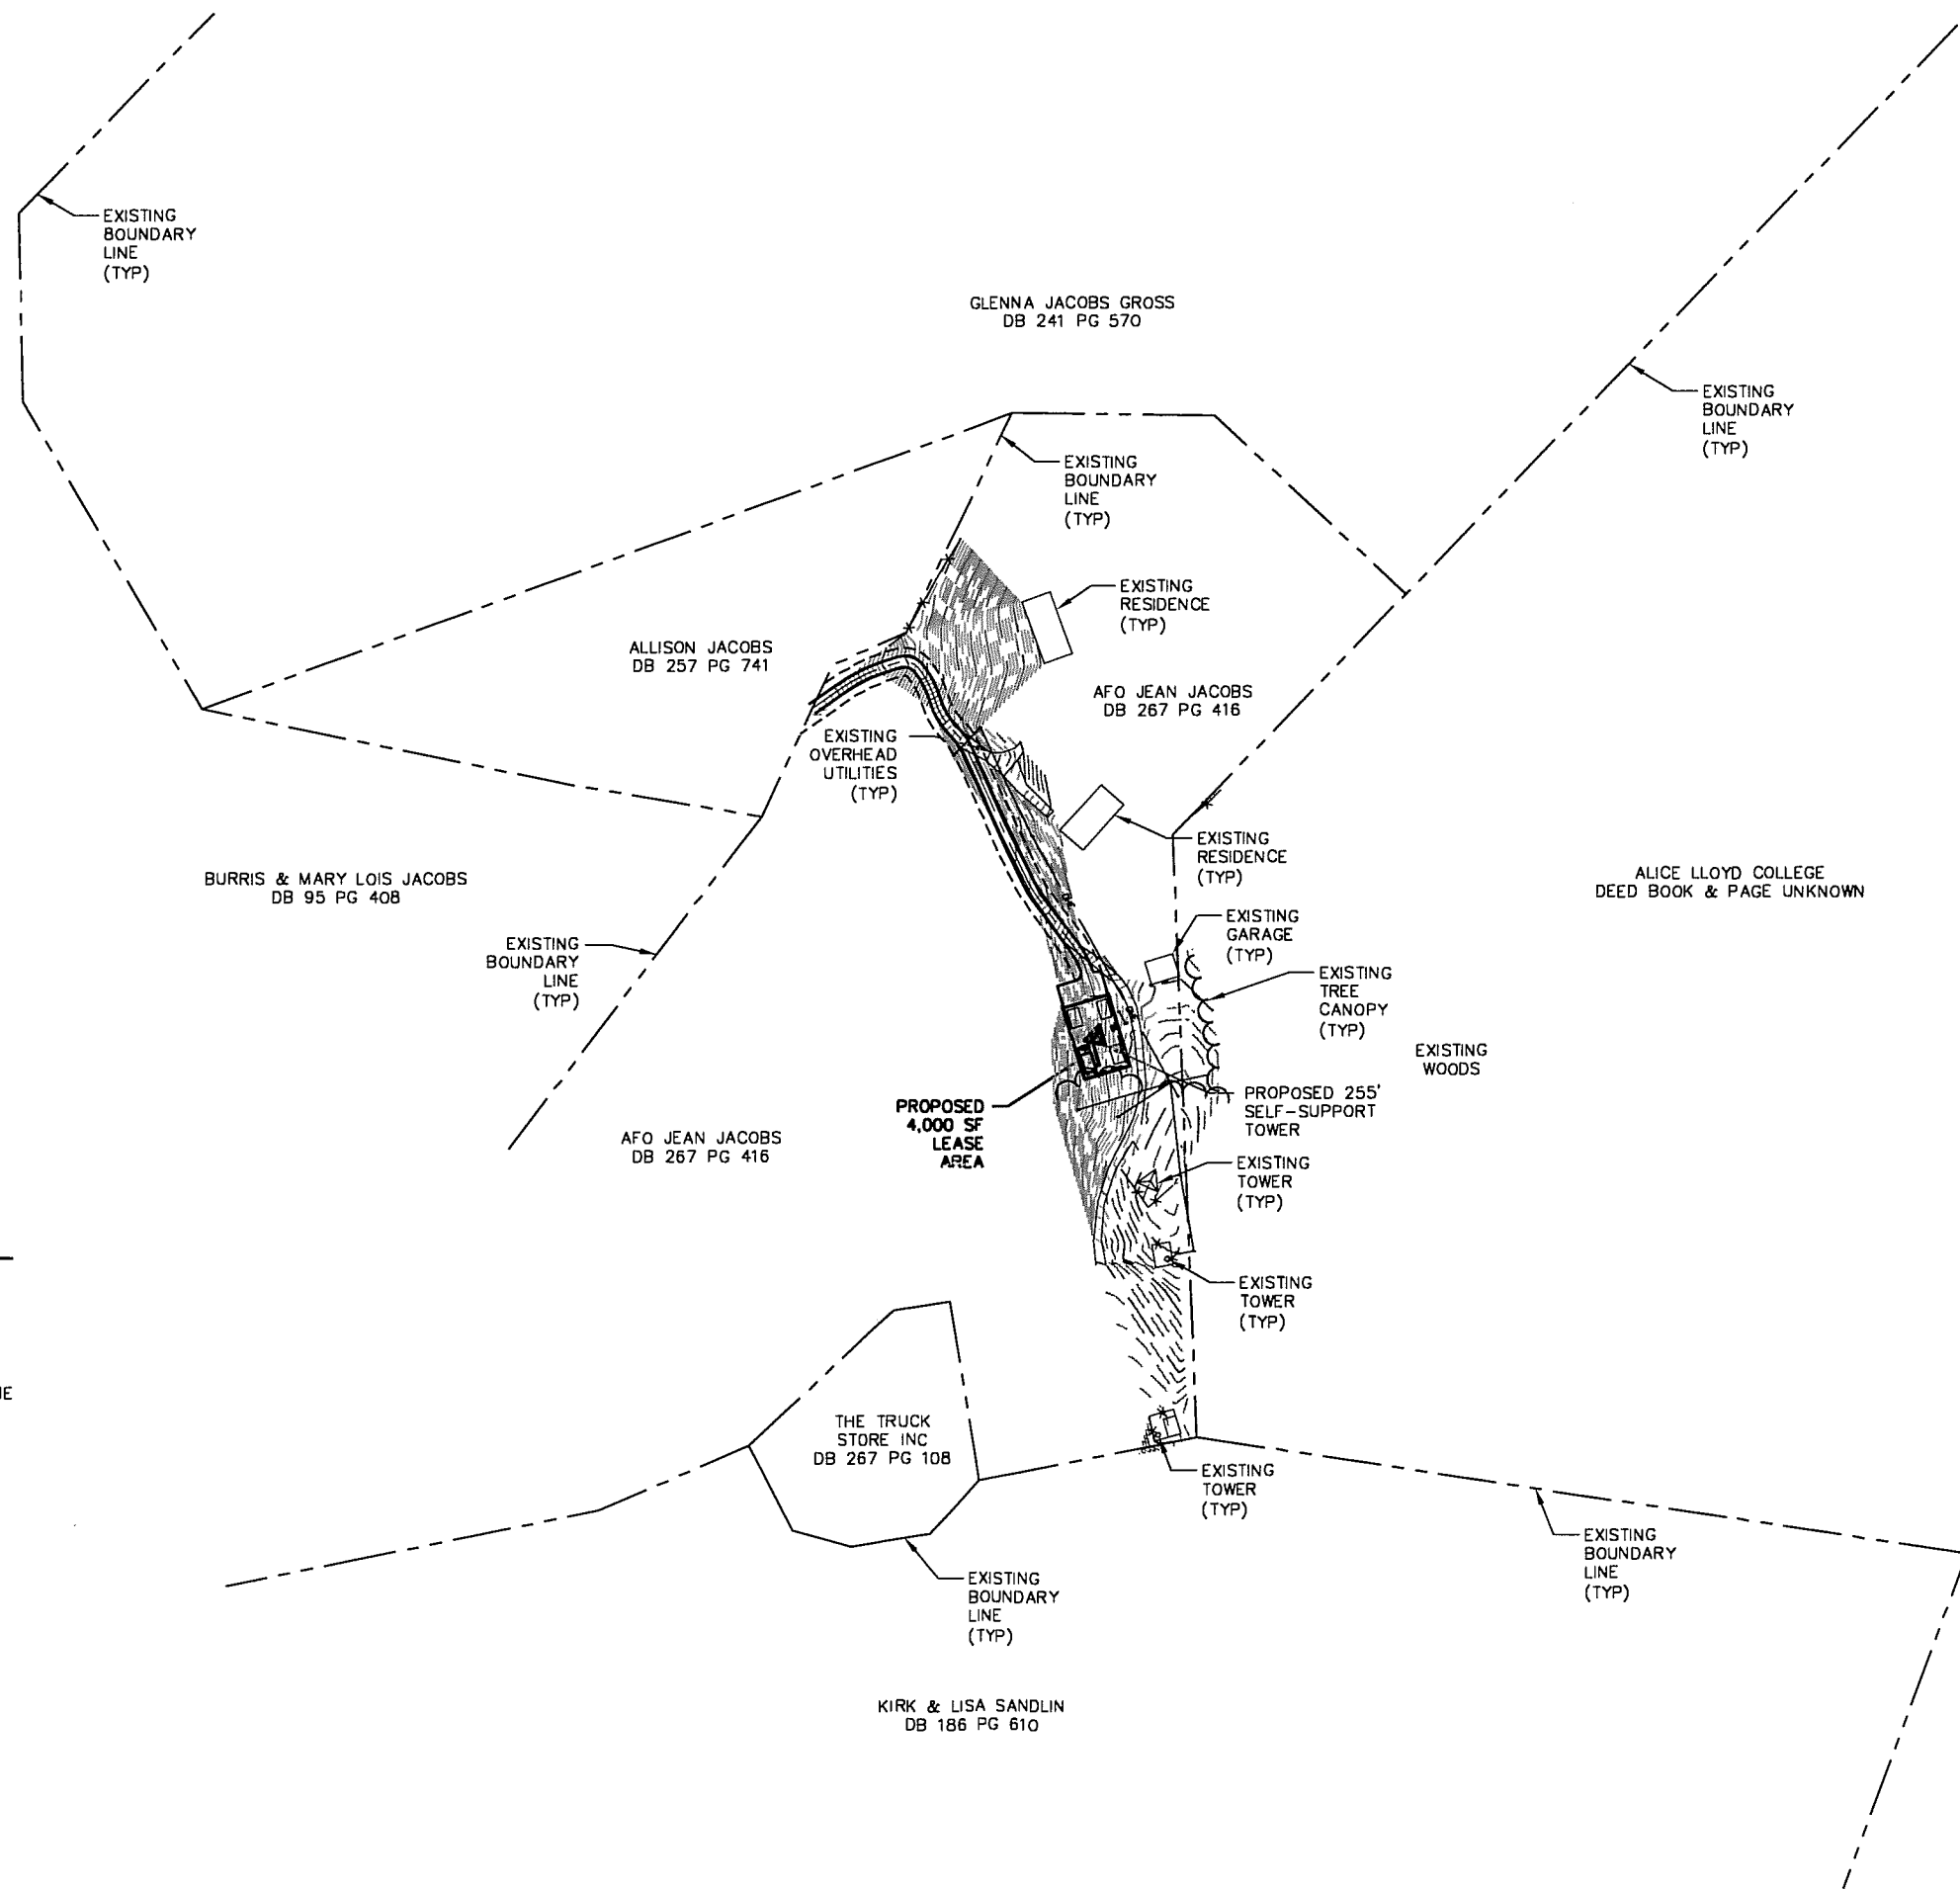 EXISTING
BOUNDARY
LINE
(TYP)
GLENNA JACOBS GROSS
DB 241 PG 570
EXISTING
BOUNDARY
LINE
(TYP)
EXISTING
BOUNDARY
LINE
(TYP)
EXISTING
RESIDENCE
(TYP)
ALLISON JACOBS
DB 257 PG 741
AFO JEAN JACOBS
DB 267 PG 416
EXISTING
OVERHEAD
UTILITIES
(TYP)
EXISTING
RESIDENCE
(TYP)
BURRIS & MARY LOIS JACOBS
DB 95 PG 408
ALICE LLOYD COLLEGE
DEED BOOK & PAGE UNKNOWN
EXISTING
BOUNDARY
LINE
(TYP)
EXISTING
GARAGE
(TYP)
EXISTING
TREE
CANOPY
(TYP)
EXISTING
WOODS
PROPOSED
4,000 SF
LEASE
AREA
PROPOSED 255'
SELF-SUPPORT
TOWER
AFO JEAN JACOBS
DB 267 PG 416
EXISTING
TOWER
(TYP)
EXISTING
TOWER
(TYP)
THE TRUCK
STORE INC
DB 267 PG 108
EXISTING
TOWER
(TYP)
EXISTING
BOUNDARY
LINE
(TYP)
EXISTING
BOUNDARY
LINE
(TYP)
KIRK & LISA SANDLIN
DB 186 PG 610